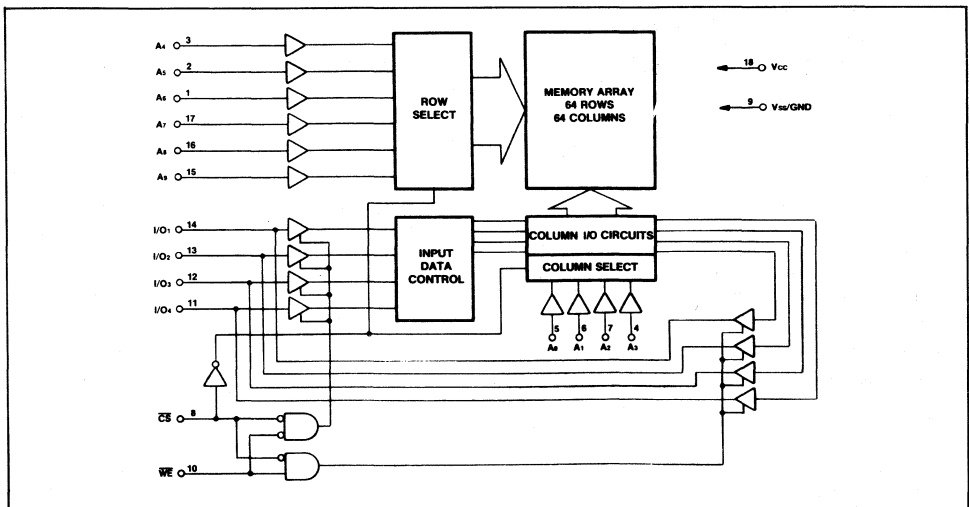 A4 3
A5 2
A6 1
A7 17
A8 16
A9 15
ROW
SELECT
MEMORY ARRAY
64 ROWS
64 COLUMNS
18 VCC
9 VSS/GND
I/O1 14
I/O2 13
I/O3 12
I/O4 11
INPUT
DATA
CONTROL
COLUMN I/O CIRCUITS
COLUMN SELECT
5 6 7 4
A0 A1 A2 A3
C̅S̅ 8
W̅E̅ 10